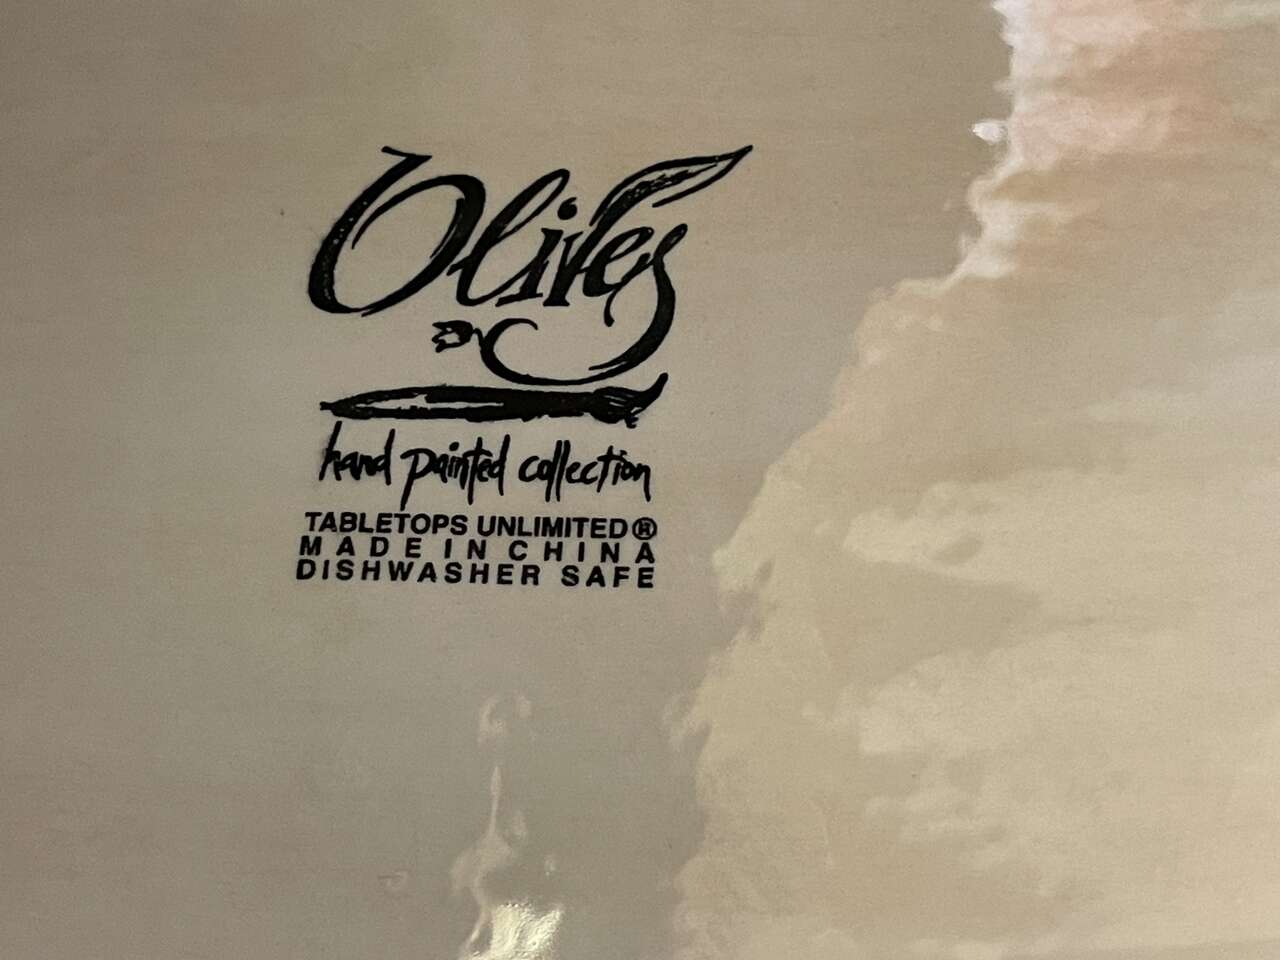 Olives
hand painted collection
TABLETOPS UNLIMITED®
MADE IN CHINA
DISHWASHER SAFE